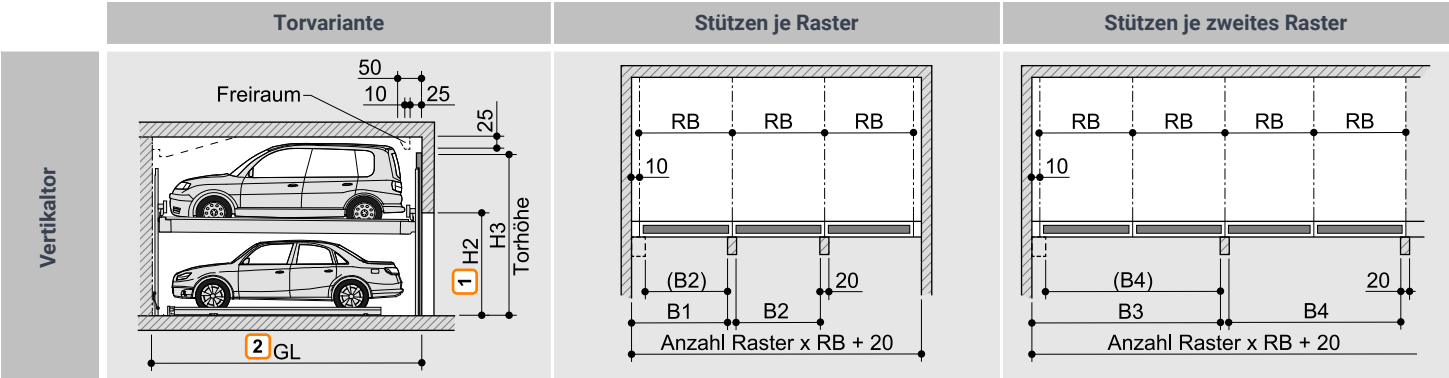 Torvariante
Stützen je Raster
Stützen je zweites Raster
Vertikaltor
50
10
25
Freiraum
25
H2
H3
Torhöhe
1
2
GL
RB
RB
RB
10
(B2)
20
B1
B2
Anzahl Raster x RB + 20
RB
RB
RB
RB
10
(B4)
20
B3
B4
Anzahl Raster x RB + 20